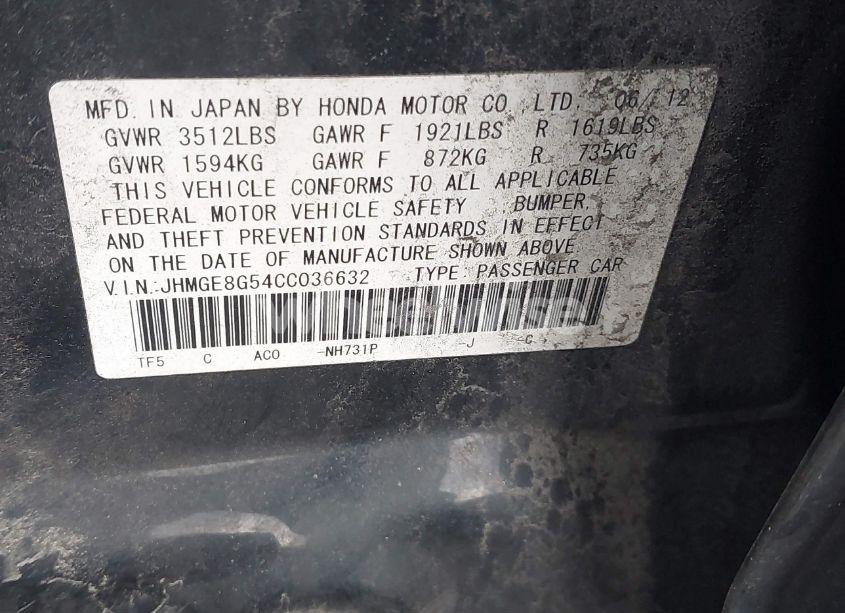 MFD. IN JAPAN BY HONDA MOTOR CO.,LTD. 06/12
GVWR 3512LBS GAWR F 1921LBS R 1619LBS
GVWR 1594KG GAWR F 872KG R 735KG
THIS VEHICLE CONFORMS TO ALL APPLICABLE
FEDERAL MOTOR VEHICLE SAFETY, BUMPER,
AND THEFT PREVENTION STANDARDS IN EFFECT
ON THE DATE OF MANUFACTURE SHOWN ABOVE
V.I.N.:JHMGE8G54CC036632 TYPE: PASSENGER CAR
TF5 C AC0 -NH731P -J -C